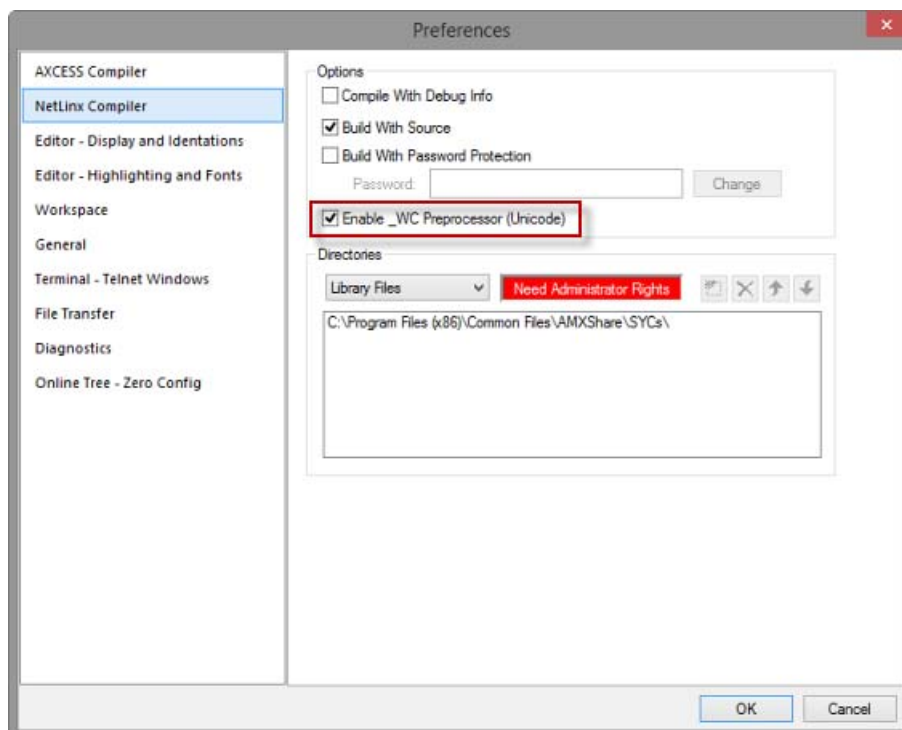 Preferences
AXCESS Compiler
NetLinx Compiler
Editor - Display and Identations
Editor - Highlighting and Fonts
Workspace
General
Terminal - Telnet Windows
File Transfer
Diagnostics
Online Tree - Zero Config
Options
Compile With Debug Info
Build With Source
Build With Password Protection
Password: Change
Enable _WC Preprocessor (Unicode)
Directories
Library Files Need Administrator Rights
C:\Program Files (x86)\Common Files\AMXShare\SYCs\
OK Cancel